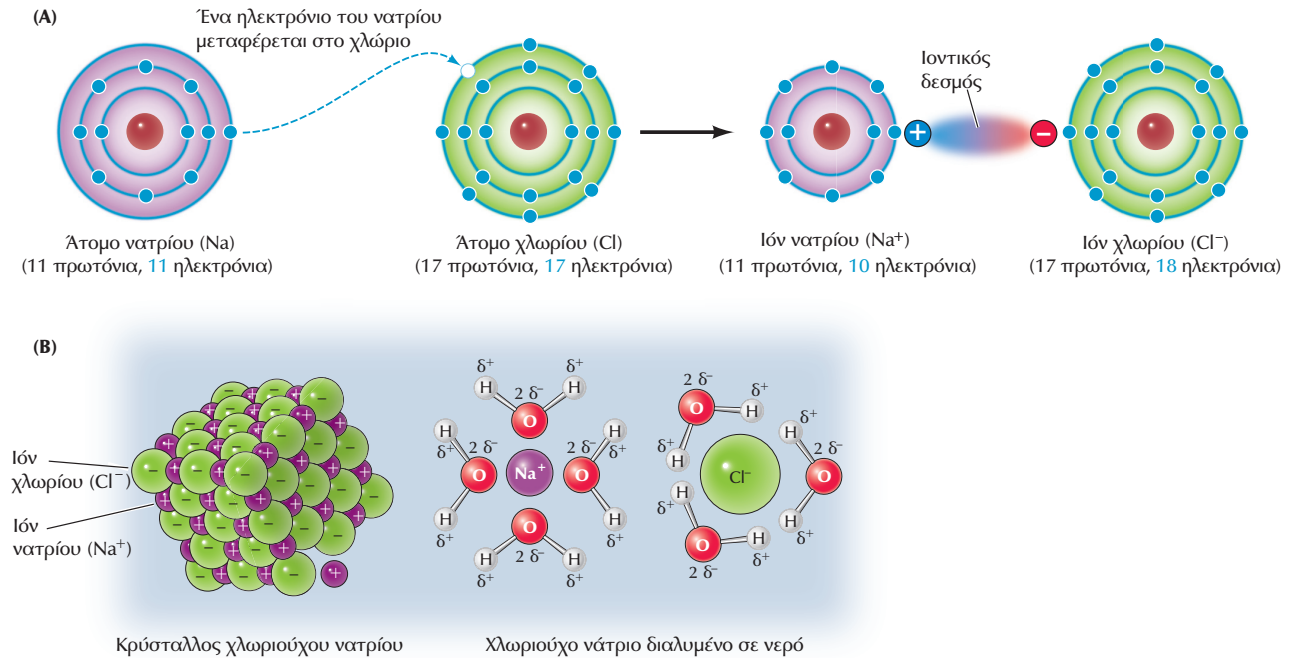 (A)
Ένα ηλεκτρόνιο του νατρίου
μεταφέρεται στο χλώριο
Ιοντικός
δεσμός
+
−
Άτομο νατρίου (Na)
(11 πρωτόνια, 11 ηλεκτρόνια)
Άτομο χλωρίου (Cl)
(17 πρωτόνια, 17 ηλεκτρόνια)
Ιόν νατρίου (Na⁺)
(11 πρωτόνια, 10 ηλεκτρόνια)
Ιόν χλωρίου (Cl⁻)
(17 πρωτόνια, 18 ηλεκτρόνια)
(B)
Ιόν
χλωρίου (Cl⁻)
Ιόν
νατρίου (Na⁺)
δ⁺ δ⁺
H 2 δ⁻ H
O
H H
δ⁺ 2 δ⁻ 2 δ⁻ δ⁺
O Na⁺ O
δ⁺ H H δ⁺
O
H 2 δ⁻ H
δ⁺ δ⁺
2 δ⁻ δ⁺
O H
δ⁺ H
Cl⁻
δ⁺
H 2 δ⁻
O
H
δ⁺
H δ⁺
O H
2 δ⁻ δ⁺
Κρύσταλλος χλωριούχου νατρίου
Χλωριούχο νάτριο διαλυμένο σε νερό